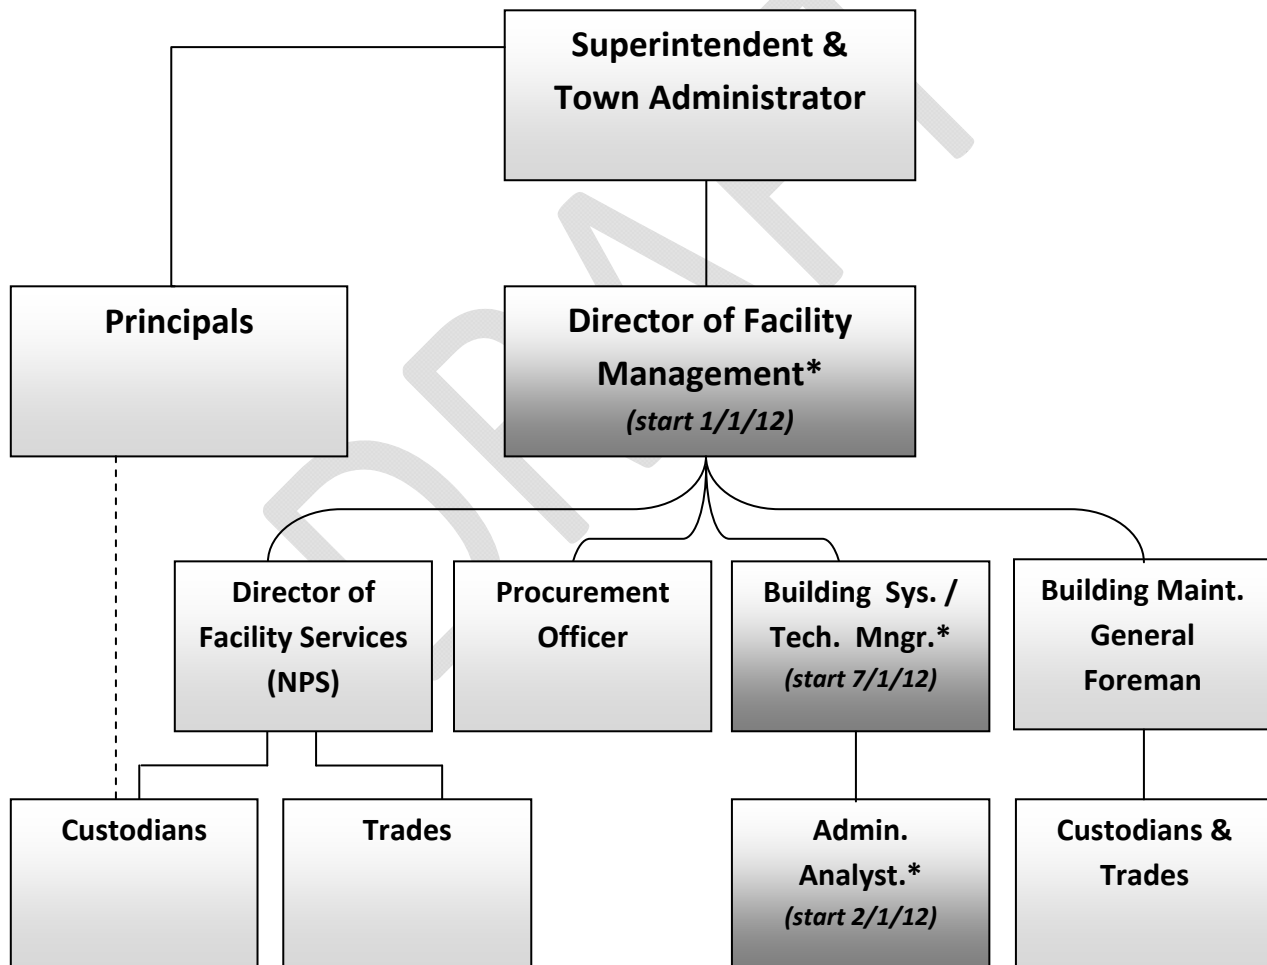 Superintendent &
Town Administrator
Principals
Director of Facility
Management*
(start 1/1/12)
Director of
Facility Services
(NPS)
Procurement
Officer
Building Sys. /
Tech. Mngr.*
(start 7/1/12)
Building Maint.
General
Foreman
Custodians
Trades
Admin.
Analyst.*
(start 2/1/12)
Custodians &
Trades
DRAFT